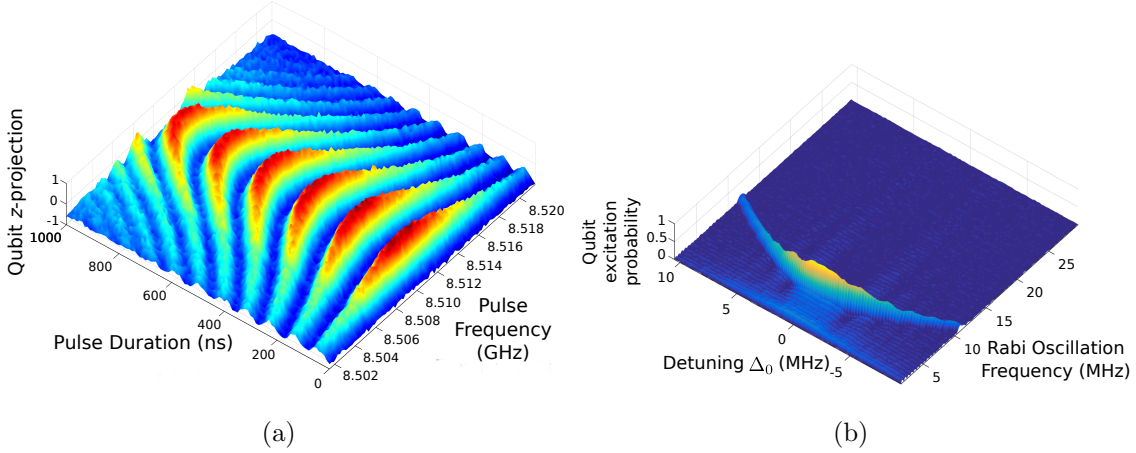 Qubit z-projection
1
0
-1
1000
800
600
400
200
0
Pulse Duration (ns)
8.520
8.518
8.516
8.514
8.512
8.510
8.508
8.506
8.504
8.502
Pulse
Frequency
(GHz)
(a)
Qubit
excitation
probability
1
0.5
0
10
5
0
-5
Detuning Δ₀ (MHz)
25
20
15
10
5
Rabi Oscillation
Frequency (MHz)
(b)